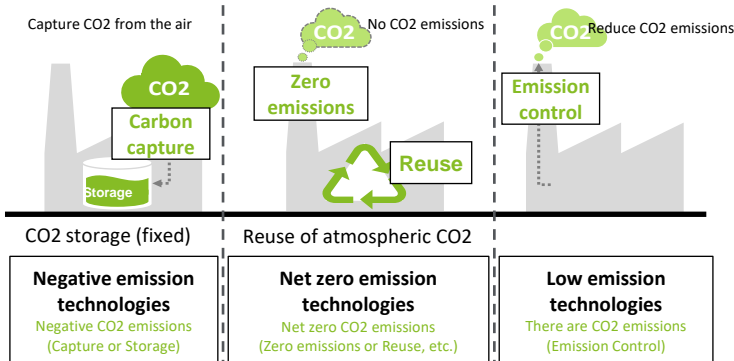 Capture CO2 from the air
CO2
Carbon
capture
Storage
CO2 storage (fixed)
Negative emission
technologies
Negative CO2 emissions
(Capture or Storage)
No CO2 emissions
CO2
Zero
emissions
Reuse
Reuse of atmospheric CO2
Net zero emission
technologies
Net zero CO2 emissions
(Zero emissions or Reuse, etc.)
Reduce CO2 emissions
CO2
Emission
control
Low emission
technologies
There are CO2 emissions
(Emission Control)